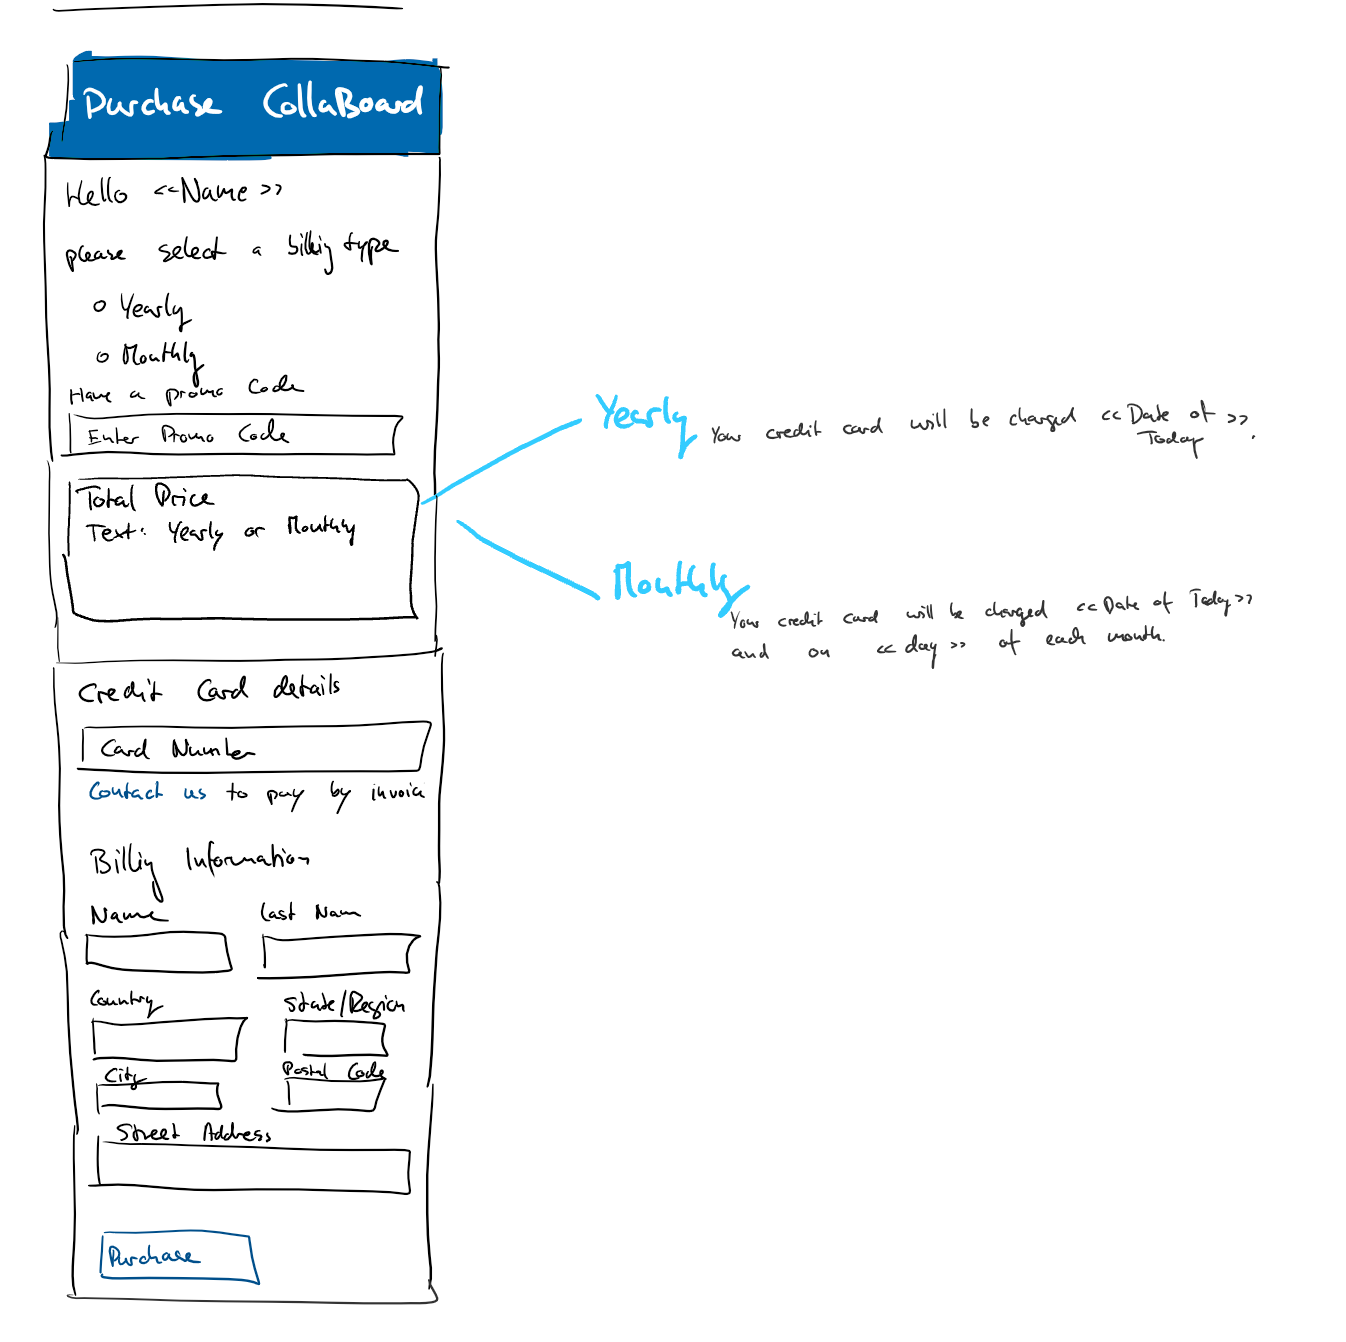 Purchase CollaBoard
Hello <<Name>>
please select a billig type
Yearly
Monthly
Have a promo Code
Enter Promo Code
Total Price
Text: Yearly or Monthly
Yearly
Your credit card will be charged <<Date of Today>>.
Monthly
Your credit card will be charged <<Date of Today>>
and on <<day>> of each month.
Credit Card details
Card Number
Contact us to pay by invoice
Billig Information
Name Last Nam
Country State/Region
City Postal Code
Street Address
Purchase